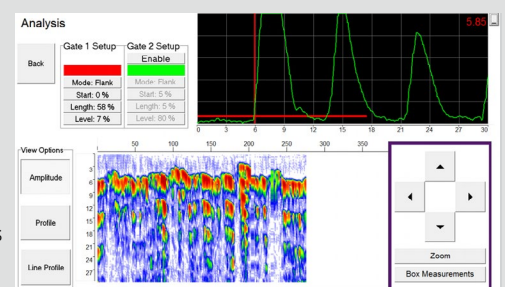 Analysis
5.85
Back
Gate 1 Setup
Mode: Flank
Start: 0 %
Length: 58 %
Level: 7 %
Gate 2 Setup
Enable
Mode: Flank
Start: 5 %
Length: 5 %
Level: 80 %
0 3 6 9 12 15 18 21 24 27 30
View Options
Amplitude
Profile
Line Profile
50 100 150 200 250 300 350
3
6
9
12
15
18
21
24
27
Zoom
Box Measurements